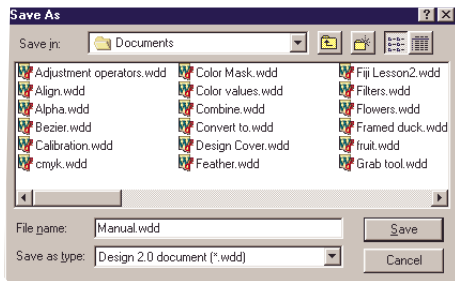 Save As
Save in: Documents
Adjustment operators.wdd Color Mask.wdd Fiji Lesson2.wdd
Align.wdd Color values.wdd Filters.wdd
Alpha.wdd Combine.wdd Flowers.wdd
Bezier.wdd Convert to.wdd Framed duck.wdd
Calibration.wdd Design Cover.wdd fruit.wdd
cmyk.wdd Feather.wdd Grab tool.wdd
File name: Manual.wdd Save
Save as type: Design 2.0 document (*.wdd) Cancel